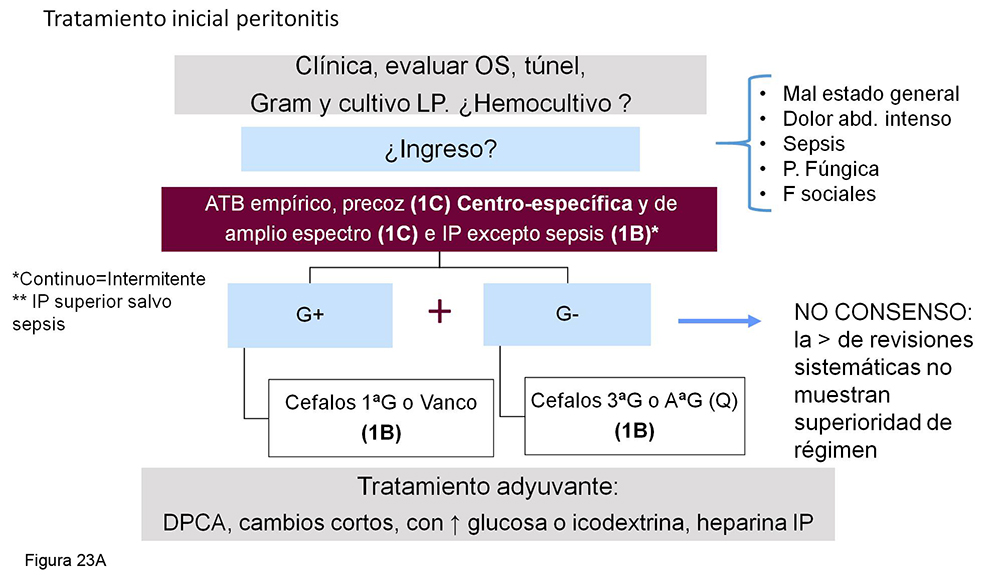 Tratamiento inicial peritonitis
Clínica, evaluar OS, túnel,
Gram y cultivo LP. ¿Hemocultivo ?
¿Ingreso?
• Mal estado general
• Dolor abd. intenso
• Sepsis
• P. Fúngica
• F sociales
ATB empírico, precoz (1C) Centro-específica y de
amplio espectro (1C) e IP excepto sepsis (1B)*
*Continuo=Intermitente
** IP superior salvo
sepsis
G+
+
G-
NO CONSENSO:
la > de revisiones
sistemáticas no
muestran
superioridad de
régimen
Cefalos 1ªG o Vanco
(1B)
Cefalos 3ªG o AªG (Q)
(1B)
Tratamiento adyuvante:
DPCA, cambios cortos, con ↑ glucosa o icodextrina, heparina IP
Figura 23A